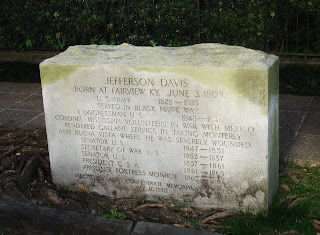 JEFFERSON DAVIS
BORN AT FAIRVIEW, KY. JUNE 3, 1808
U.S. ARMY 1828-1835
SERVED IN BLACK HAWK WAR
CONGRESSMAN U.S. 1845-1846
COLONEL MISSISSIPPI VOLUNTEERS IN WAR WITH MEXICO
RENDERED GALLANT SERVICE IN TAKING MONTEREY
AND BUENA VISTA WHERE HE WAS SEVERELY WOUNDED
SENATOR U.S. 1847-1851
SECRETARY OF WAR U.S. 1853-1857
SENATOR U.S. 1857-1861
PRESIDENT C.S.A. 1861-1865
PRISONER FORTRESS MONROE
CONFEDERATE MEMORIAL